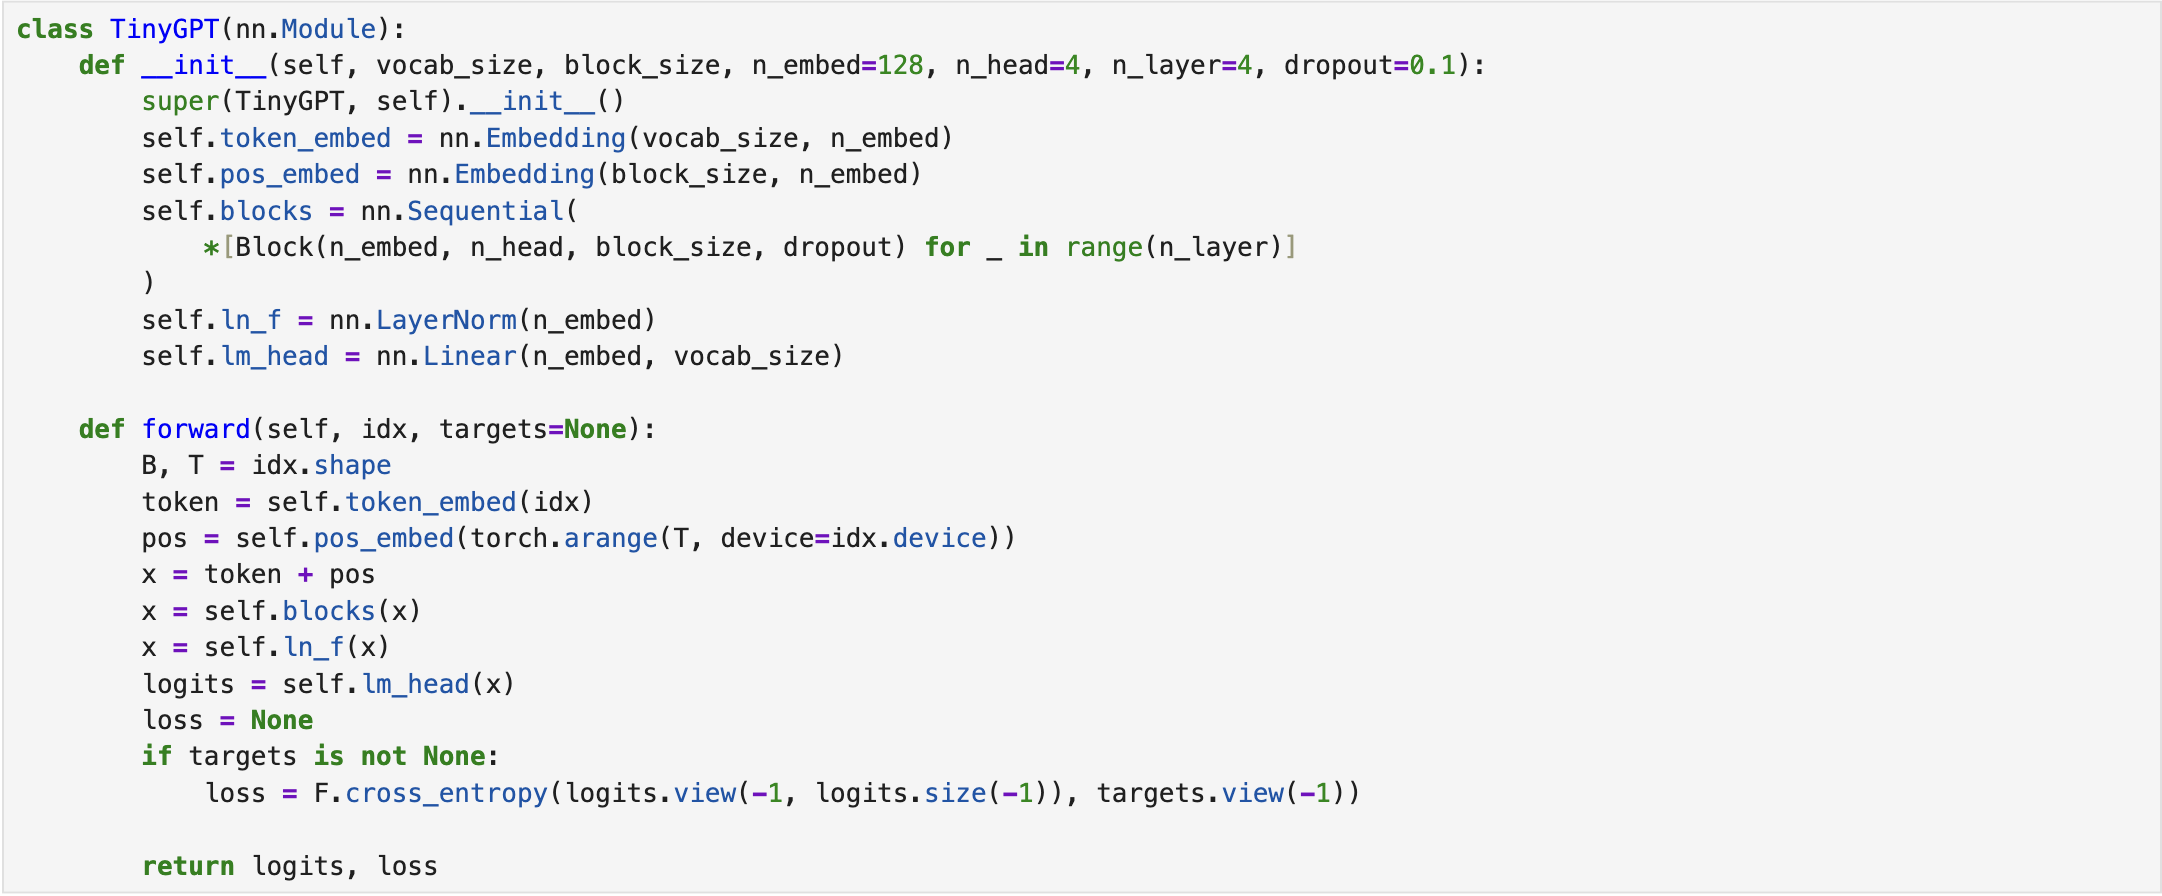 class TinyGPT(nn.Module):
    def __init__(self, vocab_size, block_size, n_embed=128, n_head=4, n_layer=4, dropout=0.1):
        super(TinyGPT, self).__init__()
        self.token_embed = nn.Embedding(vocab_size, n_embed)
        self.pos_embed = nn.Embedding(block_size, n_embed)
        self.blocks = nn.Sequential(
            *[Block(n_embed, n_head, block_size, dropout) for _ in range(n_layer)]
        )
        self.ln_f = nn.LayerNorm(n_embed)
        self.lm_head = nn.Linear(n_embed, vocab_size)

    def forward(self, idx, targets=None):
        B, T = idx.shape
        token = self.token_embed(idx)
        pos = self.pos_embed(torch.arange(T, device=idx.device))
        x = token + pos
        x = self.blocks(x)
        x = self.ln_f(x)
        logits = self.lm_head(x)
        loss = None
        if targets is not None:
            loss = F.cross_entropy(logits.view(-1, logits.size(-1)), targets.view(-1))

        return logits, loss